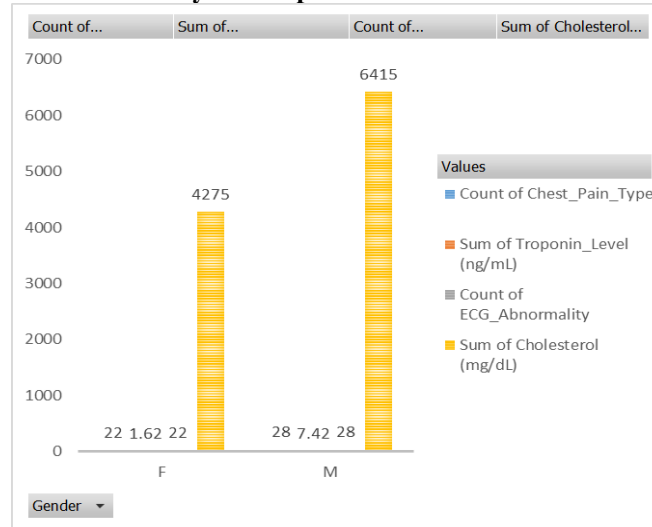 Count of...
Sum of...
Count of...
Sum of Cholesterol...
7000
6000
5000
4000
3000
2000
1000
0
22 1.62 22
4275
28 7.42 28
6415
F
M
Values
Count of Chest_Pain_Type
Sum of Troponin_Level
(ng/mL)
Count of
ECG_Abnormality
Sum of Cholesterol
(mg/dL)
Gender